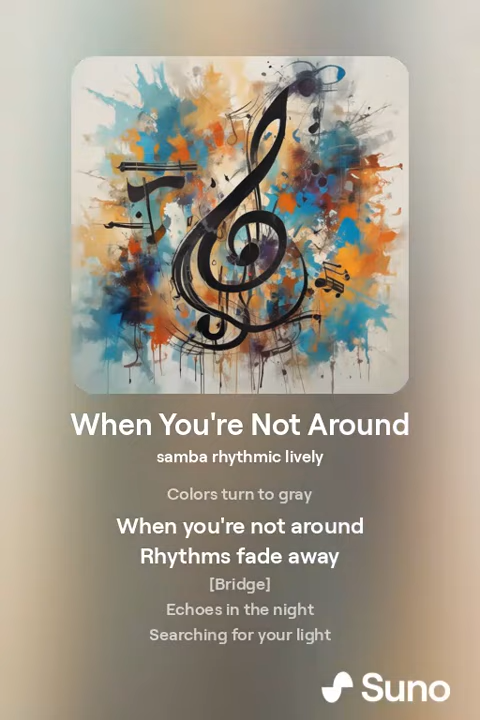 When You're Not Around
samba rhythmic lively
Colors turn to gray
When you're not around
Rhythms fade away
[Bridge]
Echoes in the night
Searching for your light
Suno